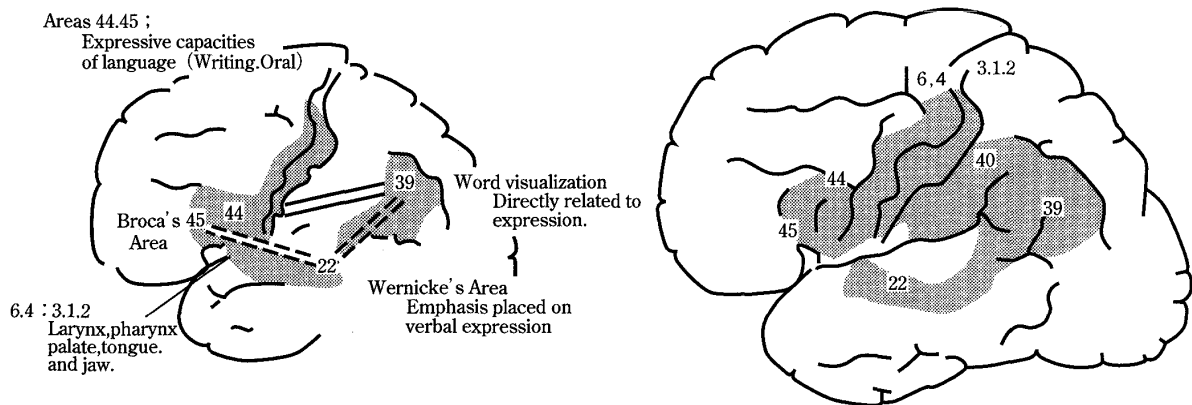 Areas 44.45 ;
Expressive capacities
of language (Writing.Oral)
Broca's
Area
45
44
22
39
Word visualization
Directly related to
expression.
Wernicke's Area
Emphasis placed on
verbal expression
6.4 : 3.1.2
Larynx,pharynx
palate,tongue.
and jaw.
6,4
3.1.2
44
40
45
39
22